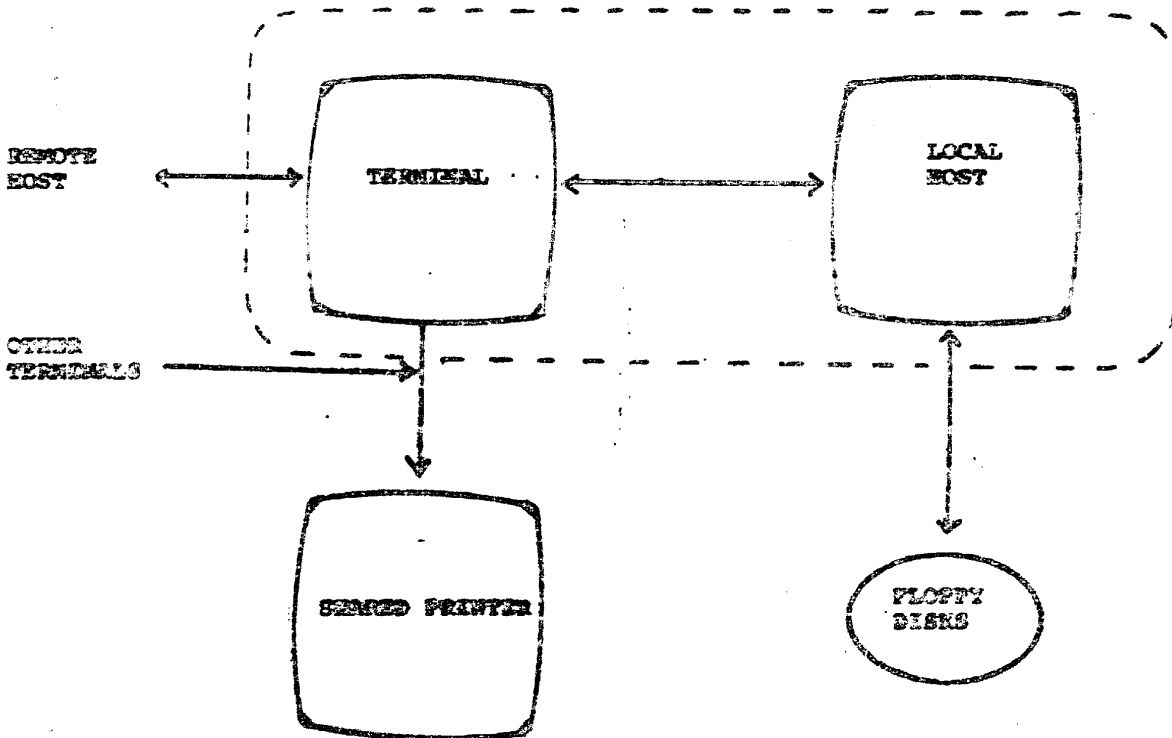 REMOTE
HOST
TERMINAL
LOCAL
HOST
OTHER
TERMINALS
SHARED PRINTER
FLOPPY
DISKS